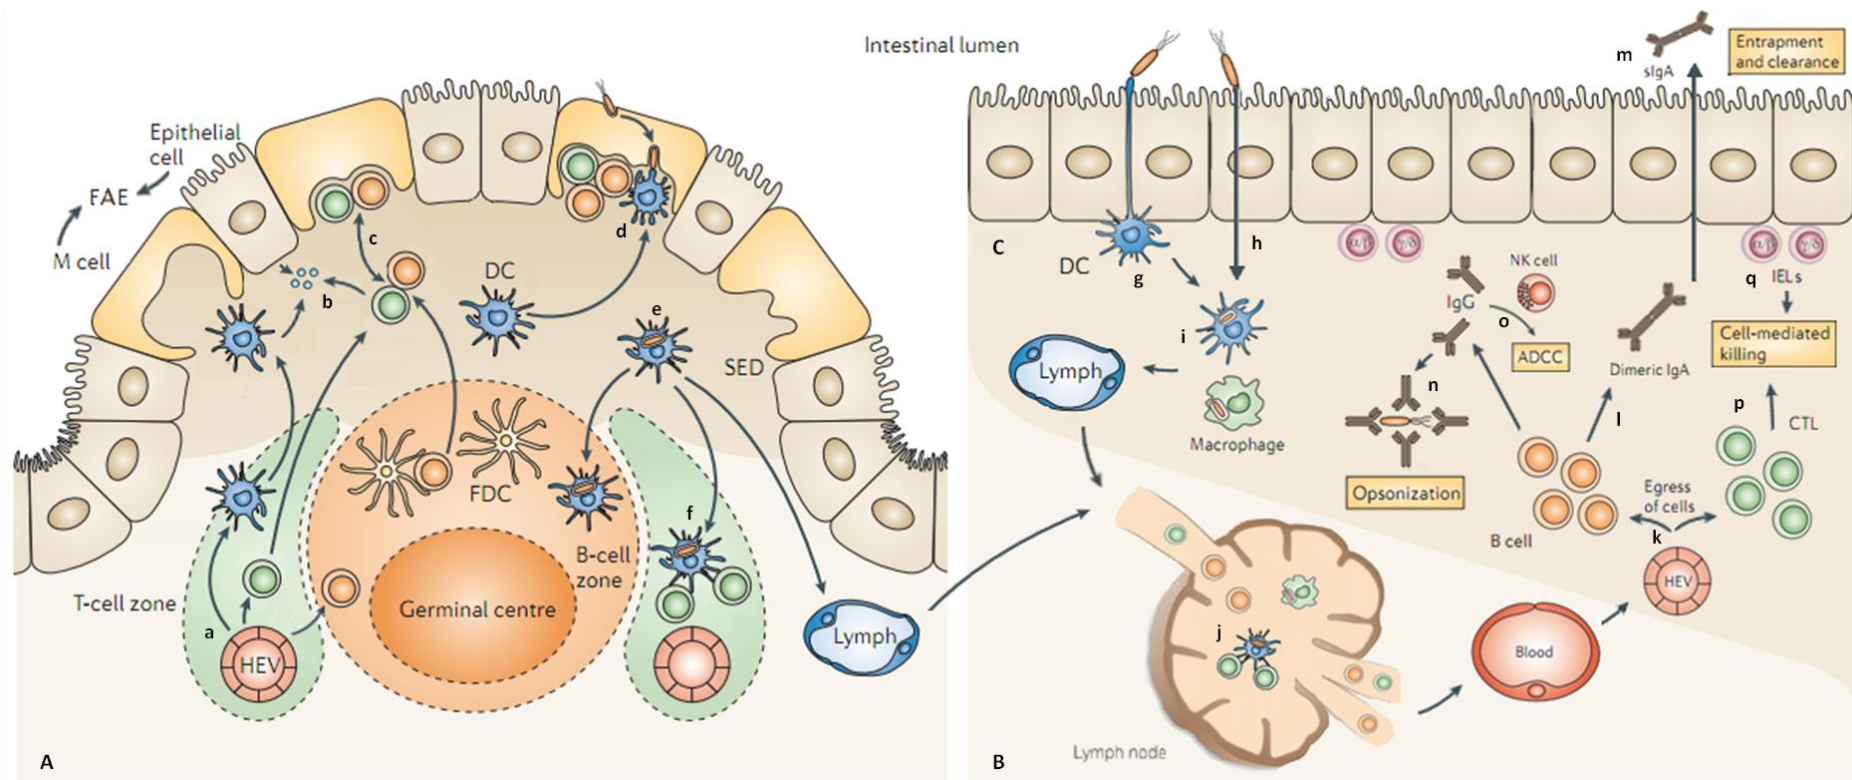 Epithelial
cell
FAE
M cell
c
b
DC
d
e
SED
FDC
f
B-cell
zone
T-cell zone
a
HEV
Germinal centre
Lymph
A
Intestinal lumen
m
sIgA
Entrapment
and clearance
C
DC
g
h
i
Lymph
Macrophage
α/β
γ/δ
α/β
γ/δ
NK cell
IgG
o
ADCC
n
Opsonization
Dimeric IgA
l
q
IELs
Cell-mediated
killing
p
CTL
Egress
of cells
B cell
k
HEV
j
Blood
Lymph node
B